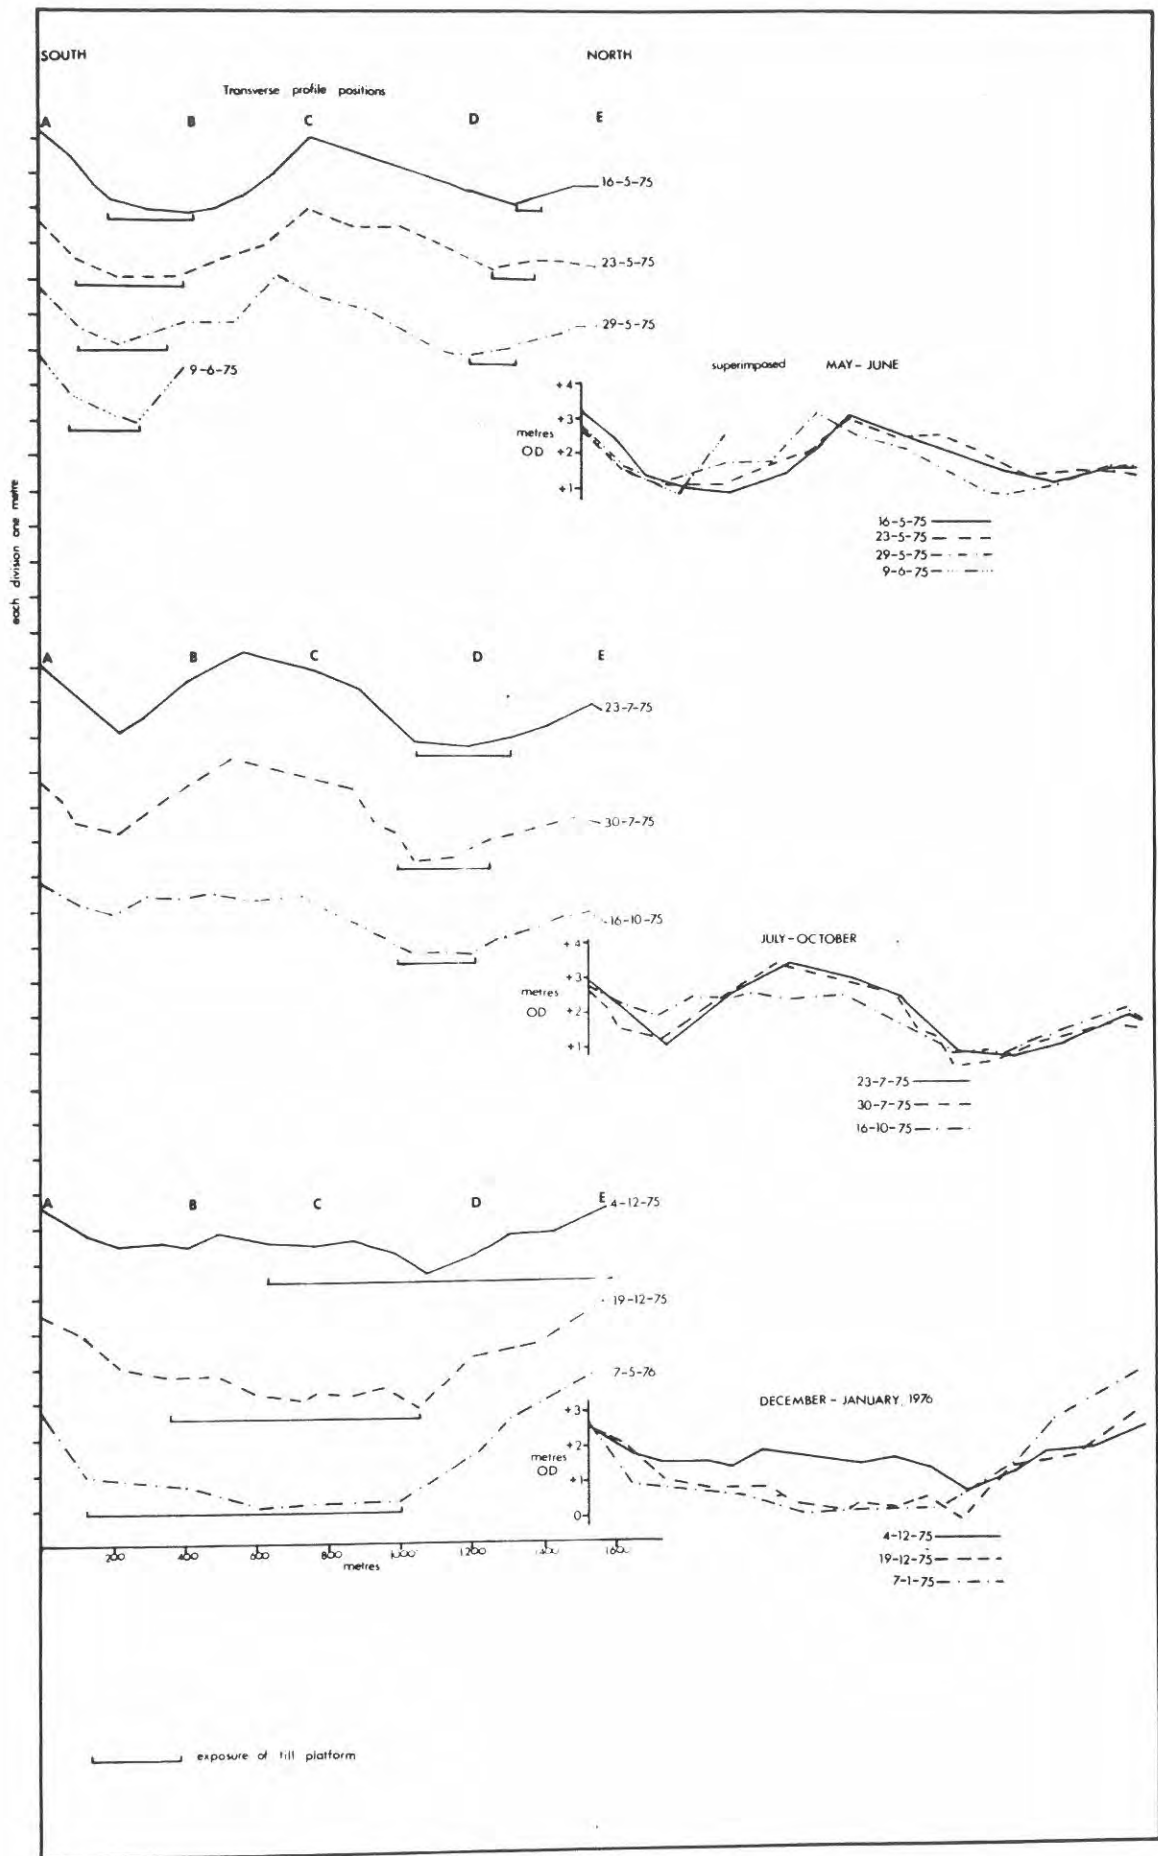 SOUTH
NORTH
Transverse profile positions
A B C D E
16-5-75
23-5-75
29-5-75
9-6-75
each division one metre
superimposed MAY-JUNE
+4
+3
metres
OD
+2
+1
16-5-75
23-5-75
29-5-75
9-6-75
A B C D E
23-7-75
30-7-75
16-10-75
JULY-OCTOBER
+4
+3
metres
OD
+2
+1
23-7-75
30-7-75
16-10-75
A B C D E
4-12-75
19-12-75
7-5-76
DECEMBER - JANUARY, 1976
+3
+2
metres
OD
+1
0
4-12-75
19-12-75
7-1-75
200 400 600 800 1000 1200 1400 1600
metres
exposure of till platform